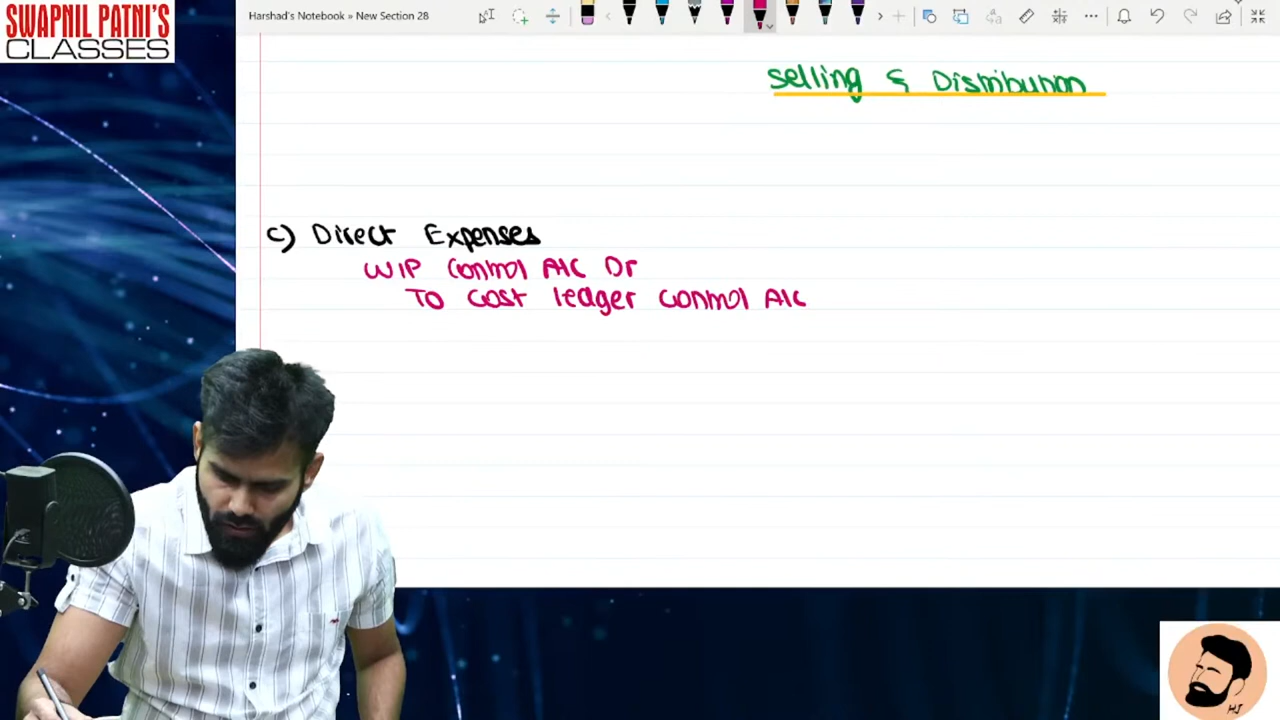 SWAPNIL PATNI'S
CLASSES
Harshad's Notebook » New Section 28
Selling & Distribution
c) Direct Expenses
WIP Control A/C Dr
To Cost ledger Control A/C
HJ